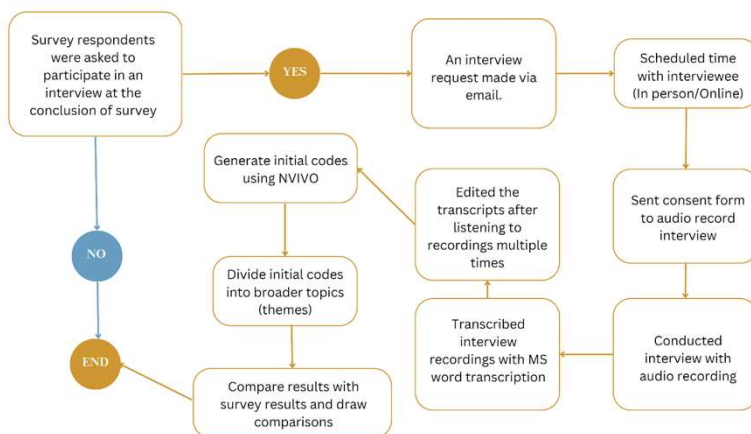 Survey respondents
were asked to
participate in an
interview at the
conclusion of survey
YES
An interview
request made via
email.
Scheduled time
with interviewee
(In person/Online)
Sent consent form
to audio record
interview
Conducted
interview with
audio recording
Transcribed
interview
recordings with MS
word transcription
Edited the
transcripts after
listening to
recordings multiple
times
Generate initial codes
using NVIVO
Divide initial codes
into broader topics
(themes)
Compare results with
survey results and draw
comparisons
NO
END